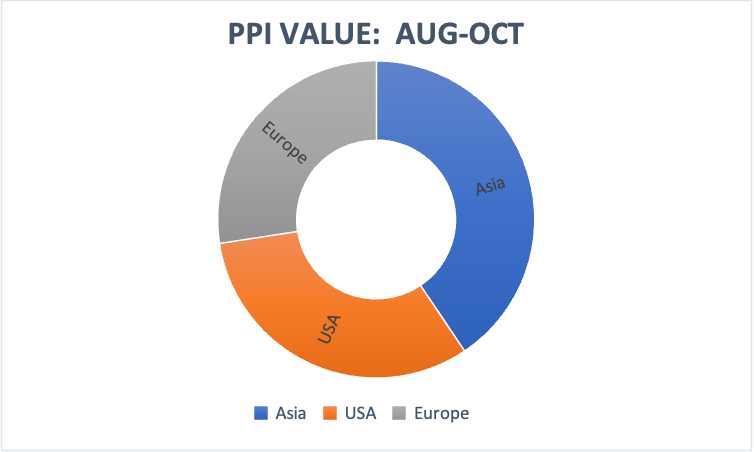 PPI VALUE:  AUG-OCT
Europe
Asia
USA
Asia USA Europe